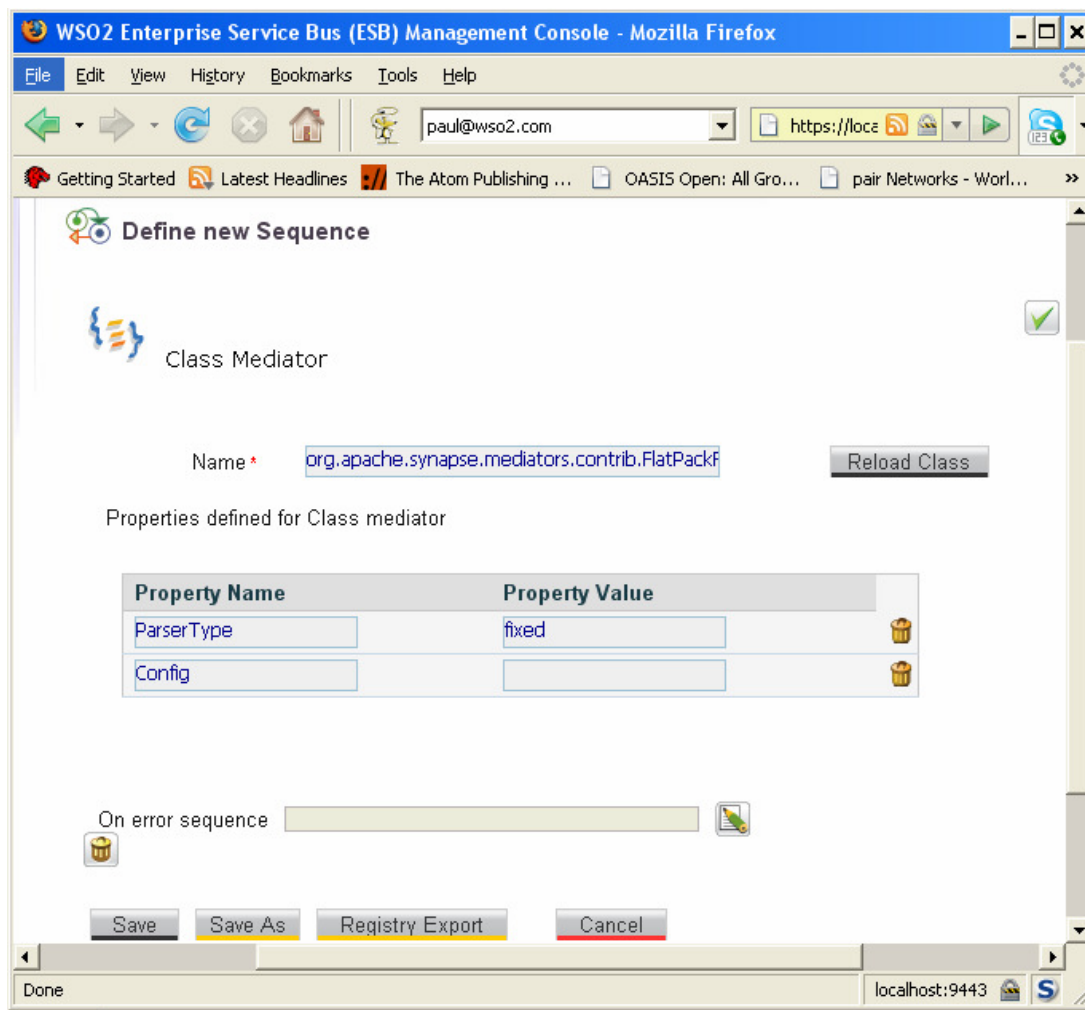 WSO2 Enterprise Service Bus (ESB) Management Console - Mozilla Firefox
File Edit View History Bookmarks Tools Help
paul@wso2.com https://loca 123
Getting Started Latest Headlines The Atom Publishing ... OASIS Open: All Gro... pair Networks - Worl... »
Define new Sequence
Class Mediator
Name * org.apache.synapse.mediators.contrib.FlatPackF Reload Class
Properties defined for Class mediator
Property Name Property Value
ParserType fixed
Config
On error sequence
Save Save As Registry Export Cancel
Done localhost:9443 S